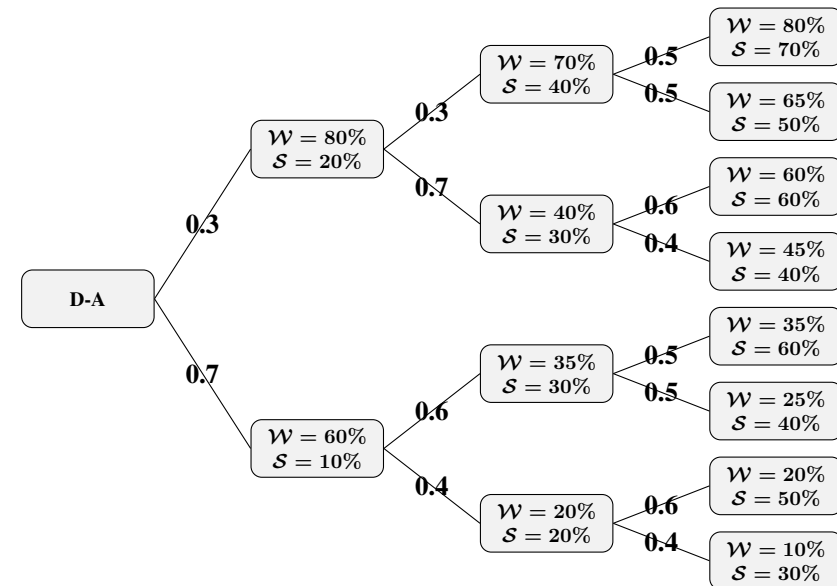 𝒲 = 80%
𝒮 = 70%
0.5
𝒲 = 70%
𝒮 = 40%
0.5
𝒲 = 65%
𝒮 = 50%
0.3
𝒲 = 80%
𝒮 = 20%
0.7
𝒲 = 60%
𝒮 = 60%
0.6
𝒲 = 40%
𝒮 = 30%
0.4
𝒲 = 45%
𝒮 = 40%
0.3
D-A
0.7
𝒲 = 35%
𝒮 = 60%
0.5
𝒲 = 35%
𝒮 = 30%
0.5
𝒲 = 25%
𝒮 = 40%
0.6
𝒲 = 60%
𝒮 = 10%
0.4
𝒲 = 20%
𝒮 = 50%
0.6
𝒲 = 20%
𝒮 = 20%
0.4
𝒲 = 10%
𝒮 = 30%